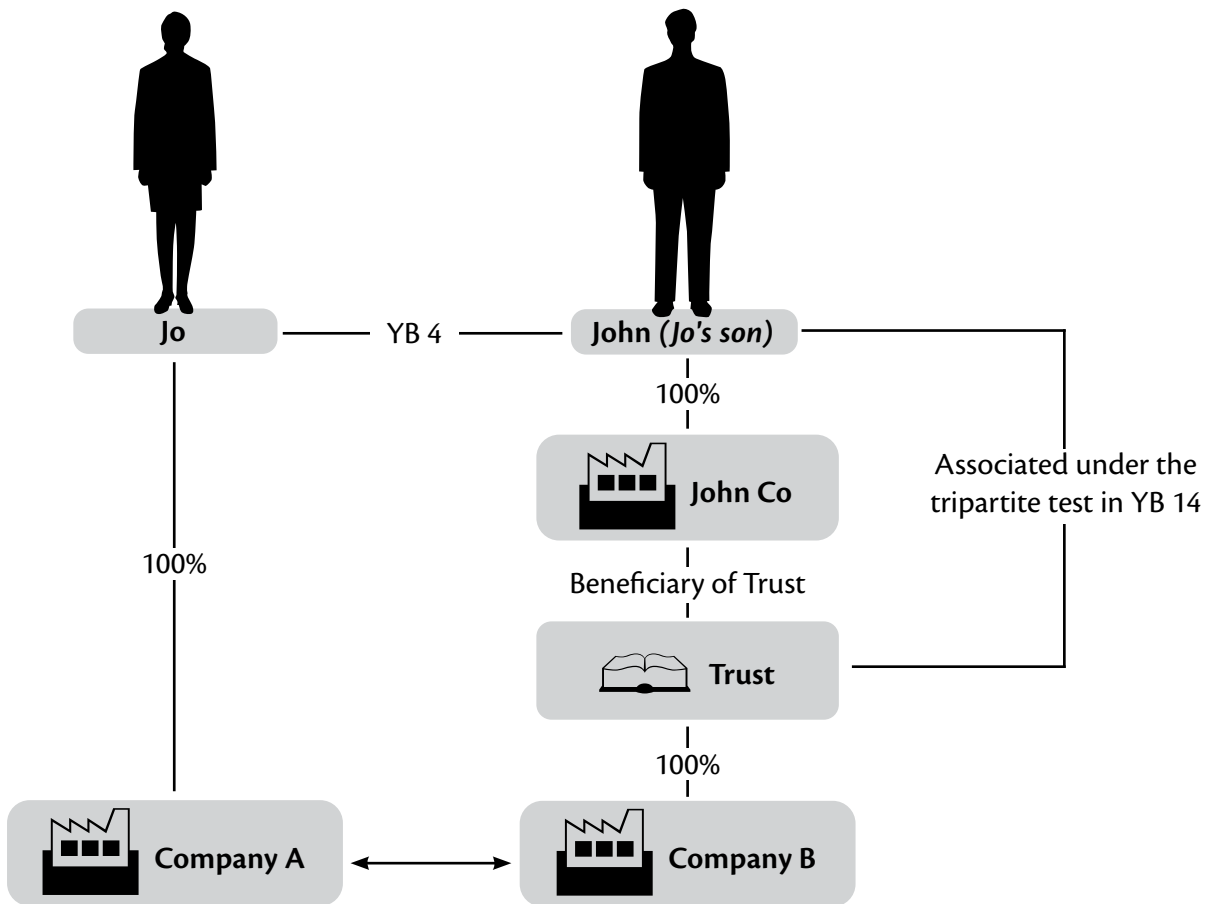 Jo
YB 4
John (Jo's son)
100%
John Co
Associated under the
tripartite test in YB 14
100%
Beneficiary of Trust
Trust
100%
Company A
Company B